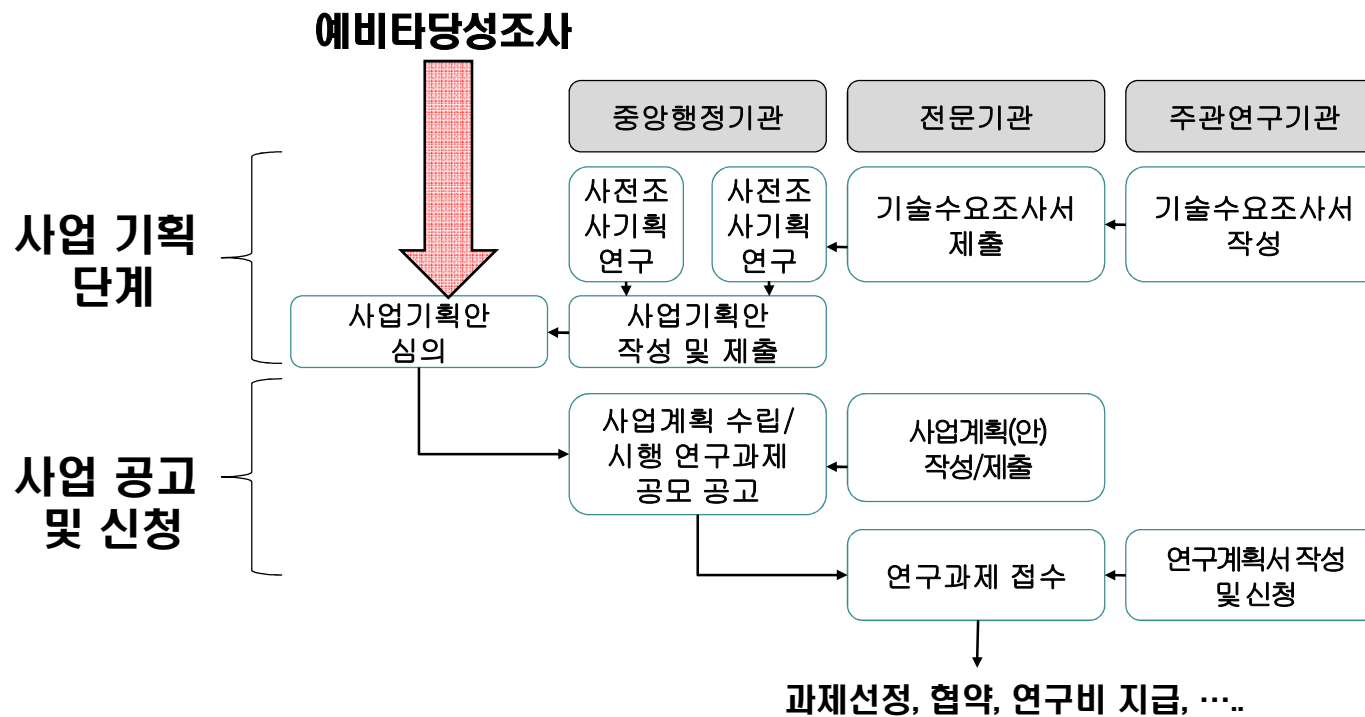 예비타당성조사
중앙행정기관
전문기관
주관연구기관
사업 기획
단계
사전조
사기획
연구
사전조
사기획
연구
기술수요조사서
제출
기술수요조사서
작성
사업기획안
심의
사업기획안
작성 및 제출
사업 공고
및 신청
사업계획 수립/
시행 연구과제
공모 공고
사업계획(안)
작성/제출
연구과제 접수
연구계획서 작성
및 신청
과제선정, 협약, 연구비 지급, …..